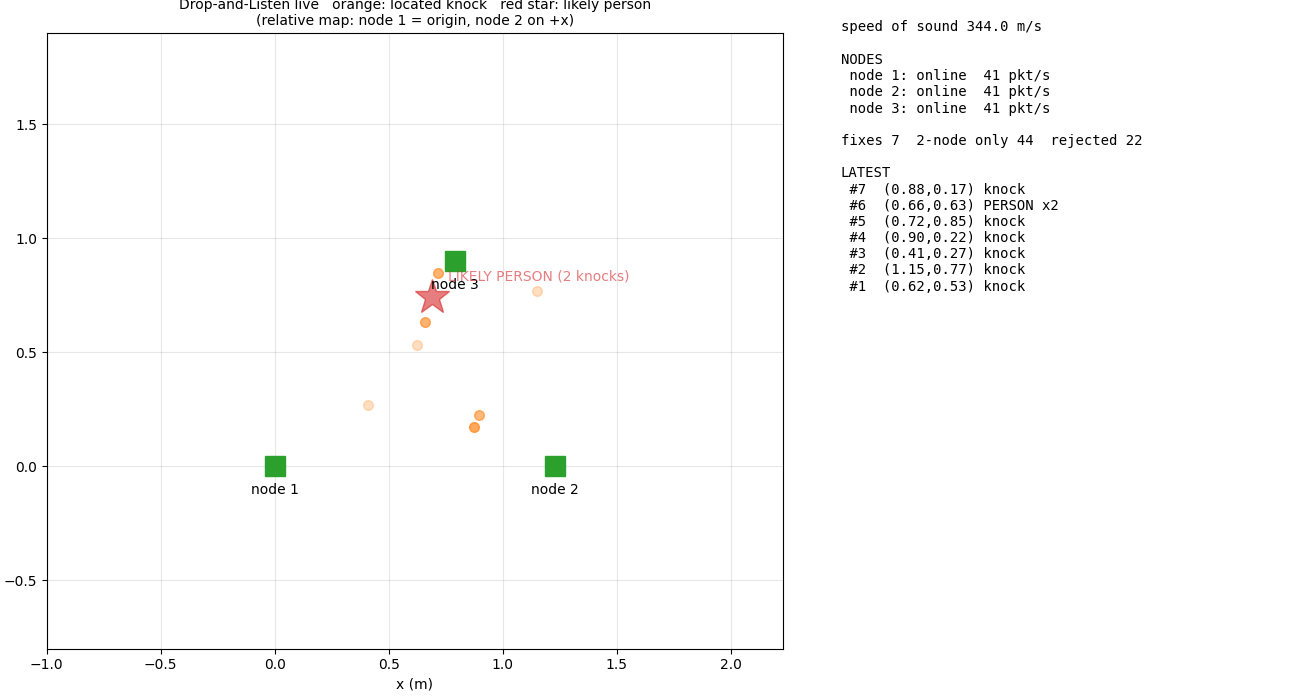 Drop-and-Listen live   orange: located knock   red star: likely person
(relative map: node 1 = origin, node 2 on +x)
speed of sound 344.0 m/s
NODES
node 1: online  41 pkt/s
node 2: online  41 pkt/s
node 3: online  41 pkt/s
fixes 7  2-node only 44  rejected 22
LATEST
#7  (0.88,0.17) knock
#6  (0.66,0.63) PERSON x2
#5  (0.72,0.85) knock
#4  (0.90,0.22) knock
#3  (0.41,0.27) knock
#2  (1.15,0.77) knock
#1  (0.62,0.53) knock
1.5
1.0
LIKELY PERSON (2 knocks)
node 3
0.5
0.0
node 1
node 2
−0.5
−1.0
−0.5
0.0
0.5
1.0
1.5
2.0
x (m)